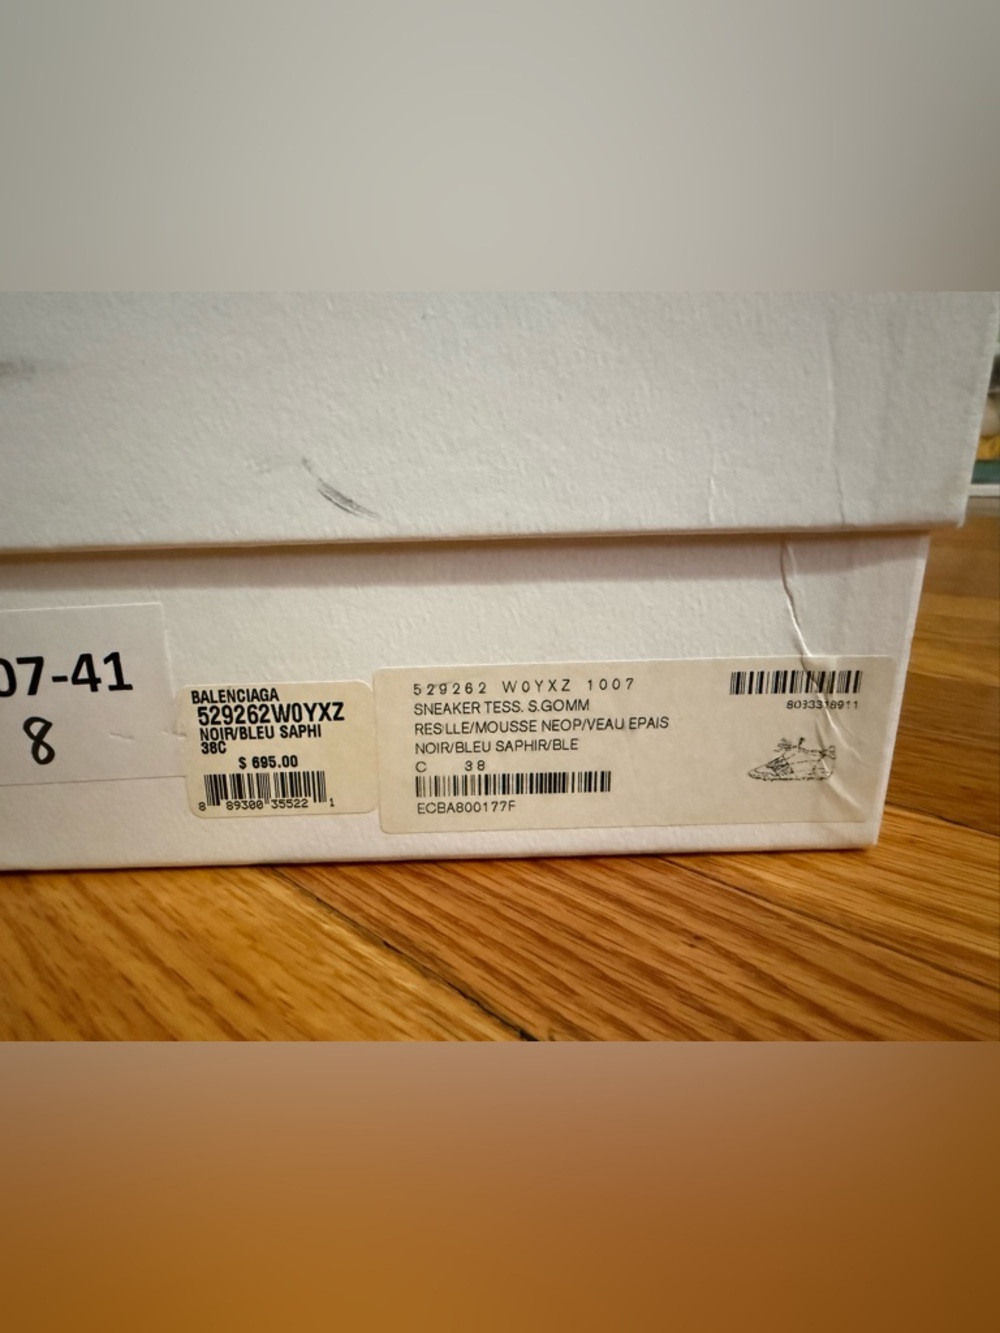 07-41
8
BALENCIAGA
529262W0YXZ
NOIR/BLEU SAPHI
38C
$ 695.00
8 89300 35522 1
529262 W0YXZ 1007
SNEAKER TESS. S.GOMM
RESILLE/MOUSSE NEOP/VEAU EPAIS
NOIR/BLEU SAPHIR/BLE
C 38
ECBA800177F
8033318911